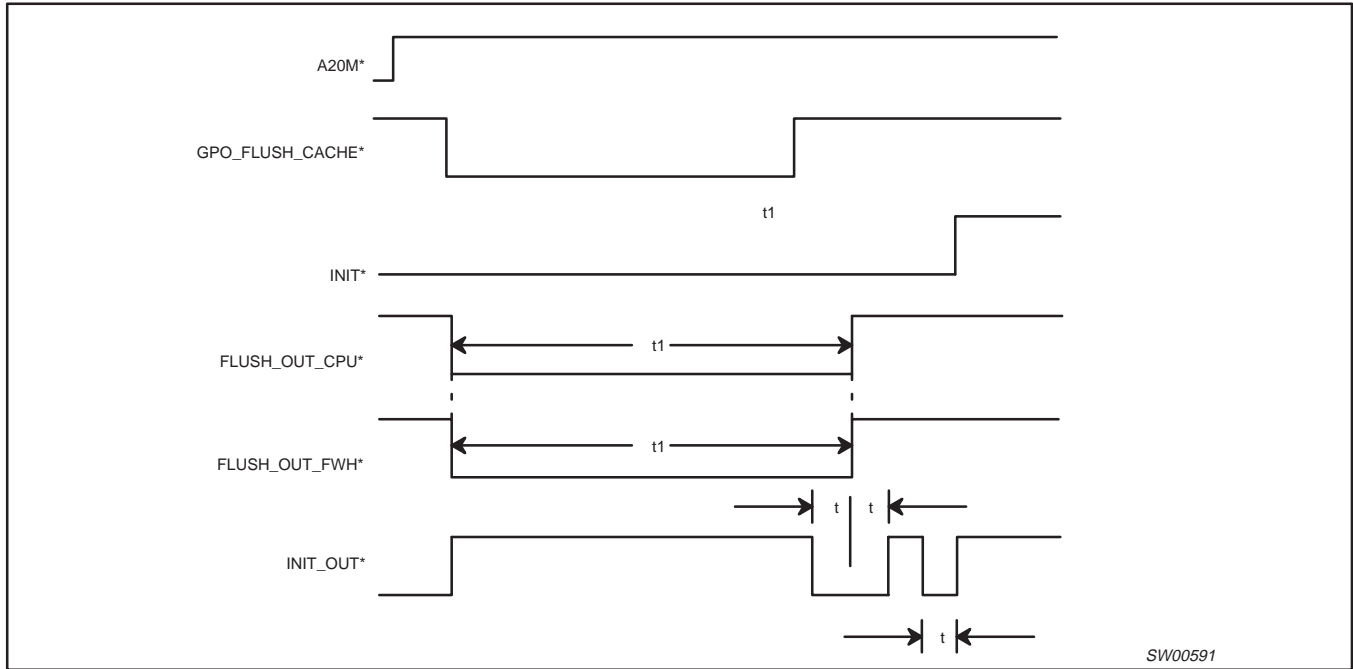 A20M*
GPO_FLUSH_CACHE*
t1
INIT*
t1
FLUSH_OUT_CPU*
t1
FLUSH_OUT_FWH*
t t
INIT_OUT*
t
SW00591